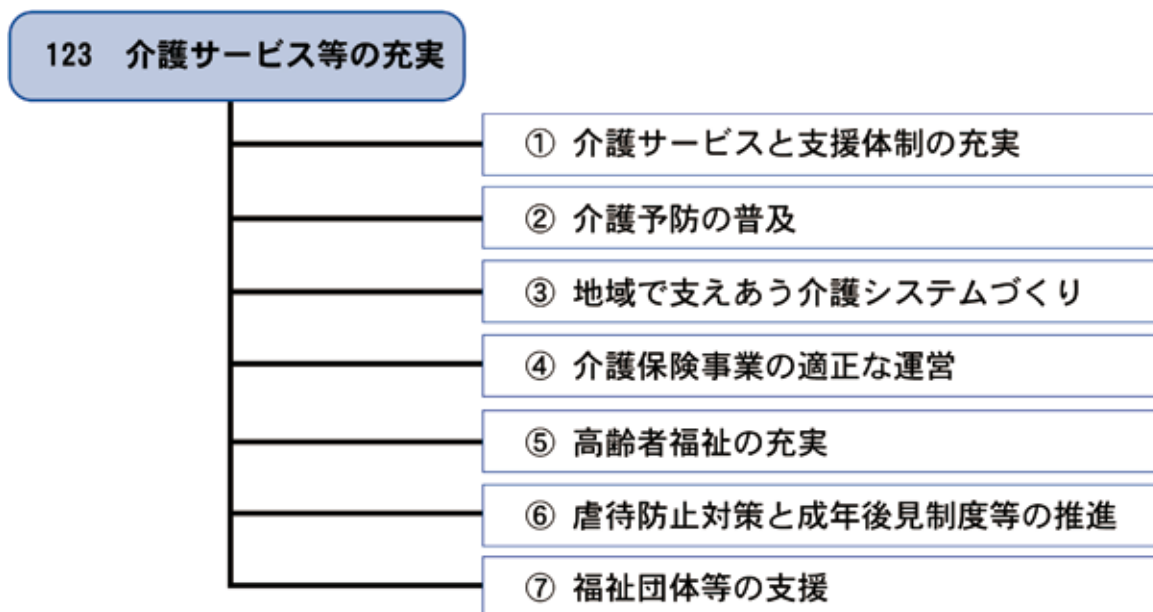 123　介護サービス等の充実
① 介護サービスと支援体制の充実
② 介護予防の普及
③ 地域で支えあう介護システムづくり
④ 介護保険事業の適正な運営
⑤ 高齢者福祉の充実
⑥ 虐待防止対策と成年後見制度等の推進
⑦ 福祉団体等の支援